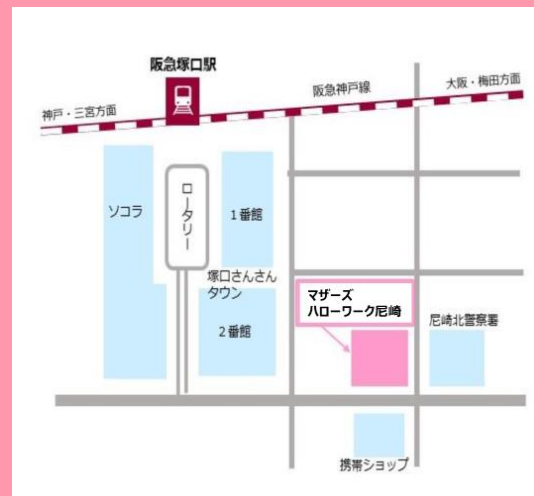 阪急塚口駅
大阪・梅田方面
阪急神戸線
神戸・三宮方面
ソコラ
ロータリー
1番館
塚口さんさん
タウン
2番館
マザーズ
ハローワーク尼崎
尼崎北警察署
携帯ショップ